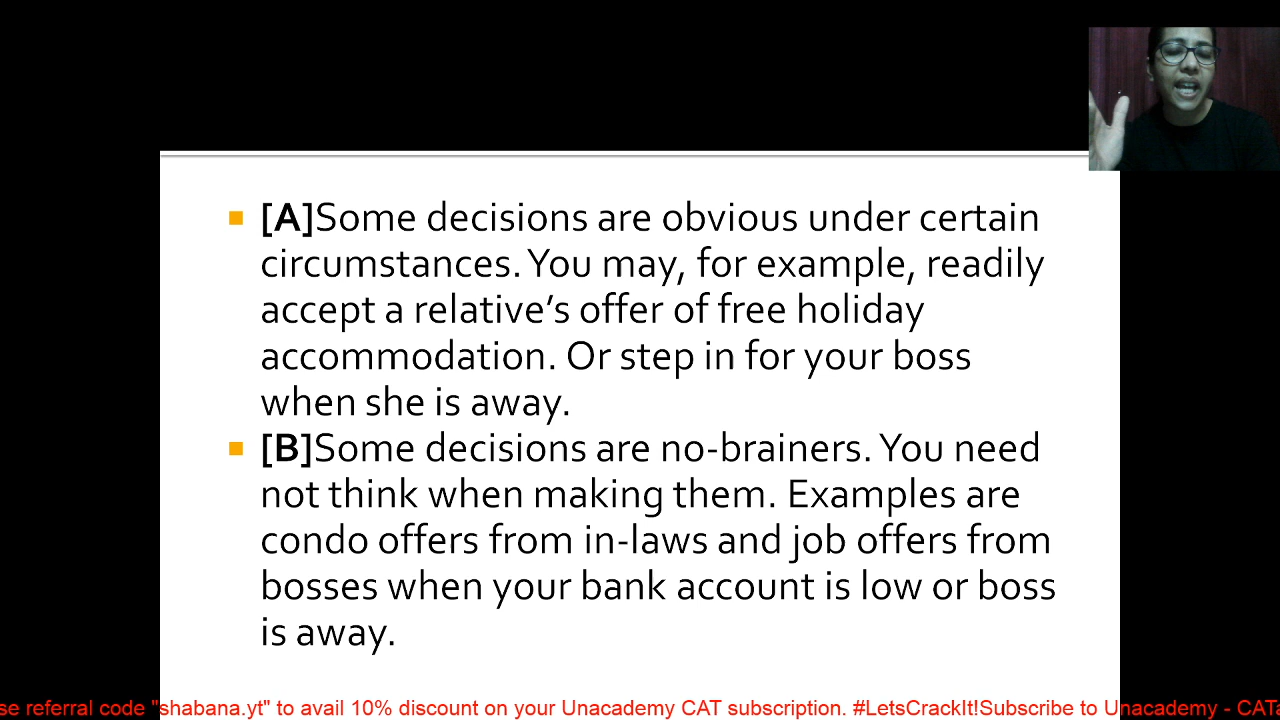 [A]Some decisions are obvious under certain
circumstances. You may, for example, readily
accept a relative's offer of free holiday
accommodation. Or step in for your boss
when she is away.
[B]Some decisions are no-brainers. You need
not think when making them. Examples are
condo offers from in-laws and job offers from
bosses when your bank account is low or boss
is away.
se referral code "shabana.yt" to avail 10% discount on your Unacademy CAT subscription. #LetsCrackIt!Subscribe to Unacademy - CAT